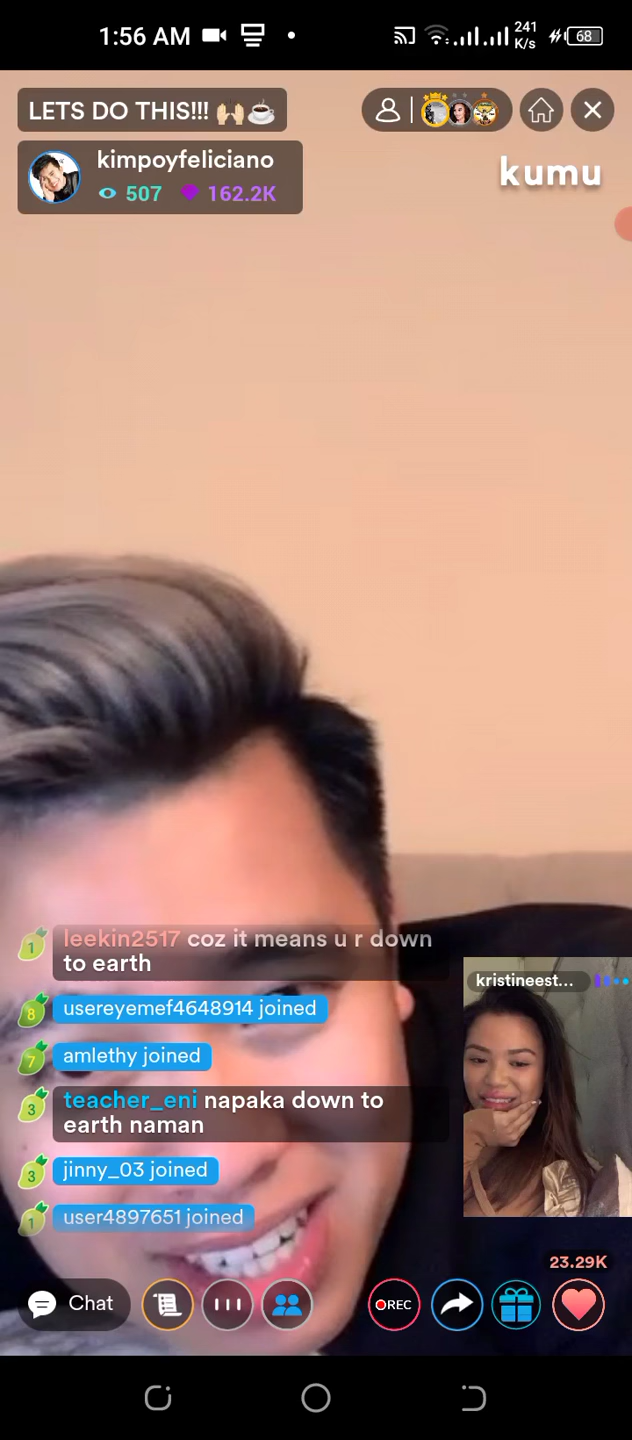 1:56 AM
241
K/s
68
LETS DO THIS!!! 🙌🏻☕
kimpoyfeliciano
507 162.2K
kumu
1 leekin2517 coz it means u r down
to earth
8 usereyemef4648914 joined
7 amlethy joined
3 teacher_eni napaka down to
earth naman
3 jinny_03 joined
1 user4897651 joined
kristineest...
23.29K
Chat
REC